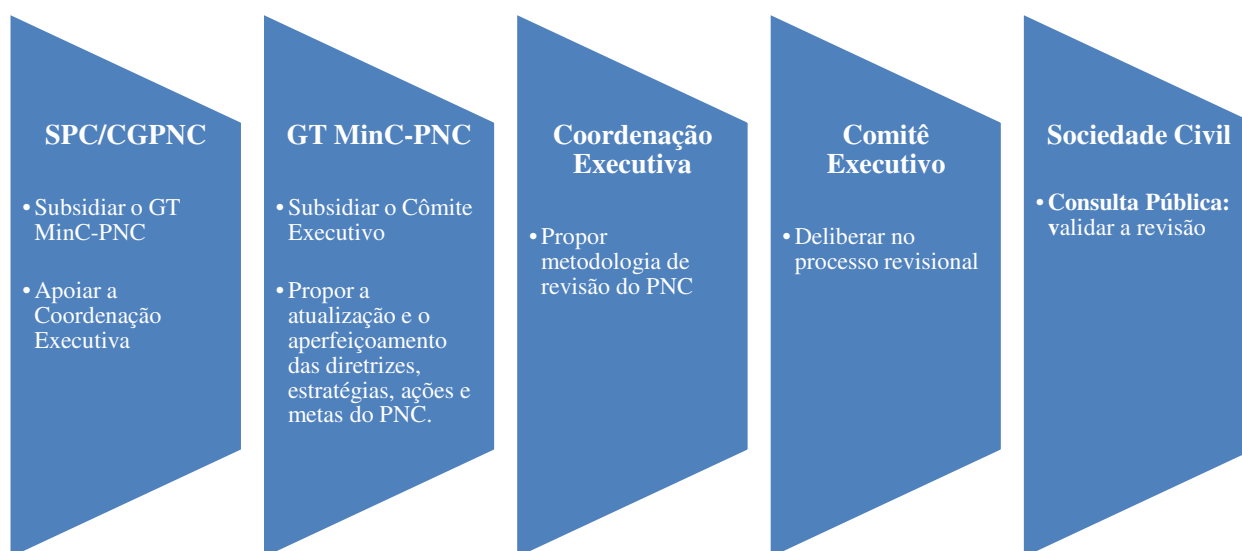 SPC/CGPNC
• Subsidiar o GT
MinC-PNC
• Apoiar a
Coordenação
Executiva
GT MinC-PNC
• Subsidiar o Cômite
Executivo
• Propor a
atualização e o
aperfeiçoamento
das diretrizes,
estratégias, ações e
metas do PNC.
Coordenação
Executiva
• Propor
metodologia de
revisão do PNC
Comitê
Executivo
• Deliberar no
processo revisional
Sociedade Civil
• Consulta Pública:
validar a revisão